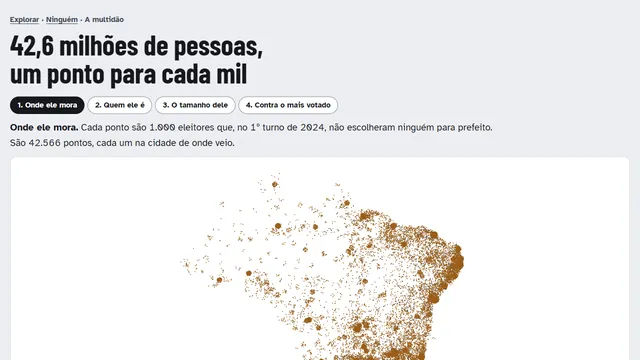 Explorar · Ninguém · A multidão
42,6 milhões de pessoas,
um ponto para cada mil
1. Onde ele mora 2. Quem ele é 3. O tamanho dele 4. Contra o mais votado
Onde ele mora. Cada ponto são 1.000 eleitores que, no 1º turno de 2024, não escolheram ninguém para prefeito.
São 42.566 pontos, cada um na cidade de onde veio.